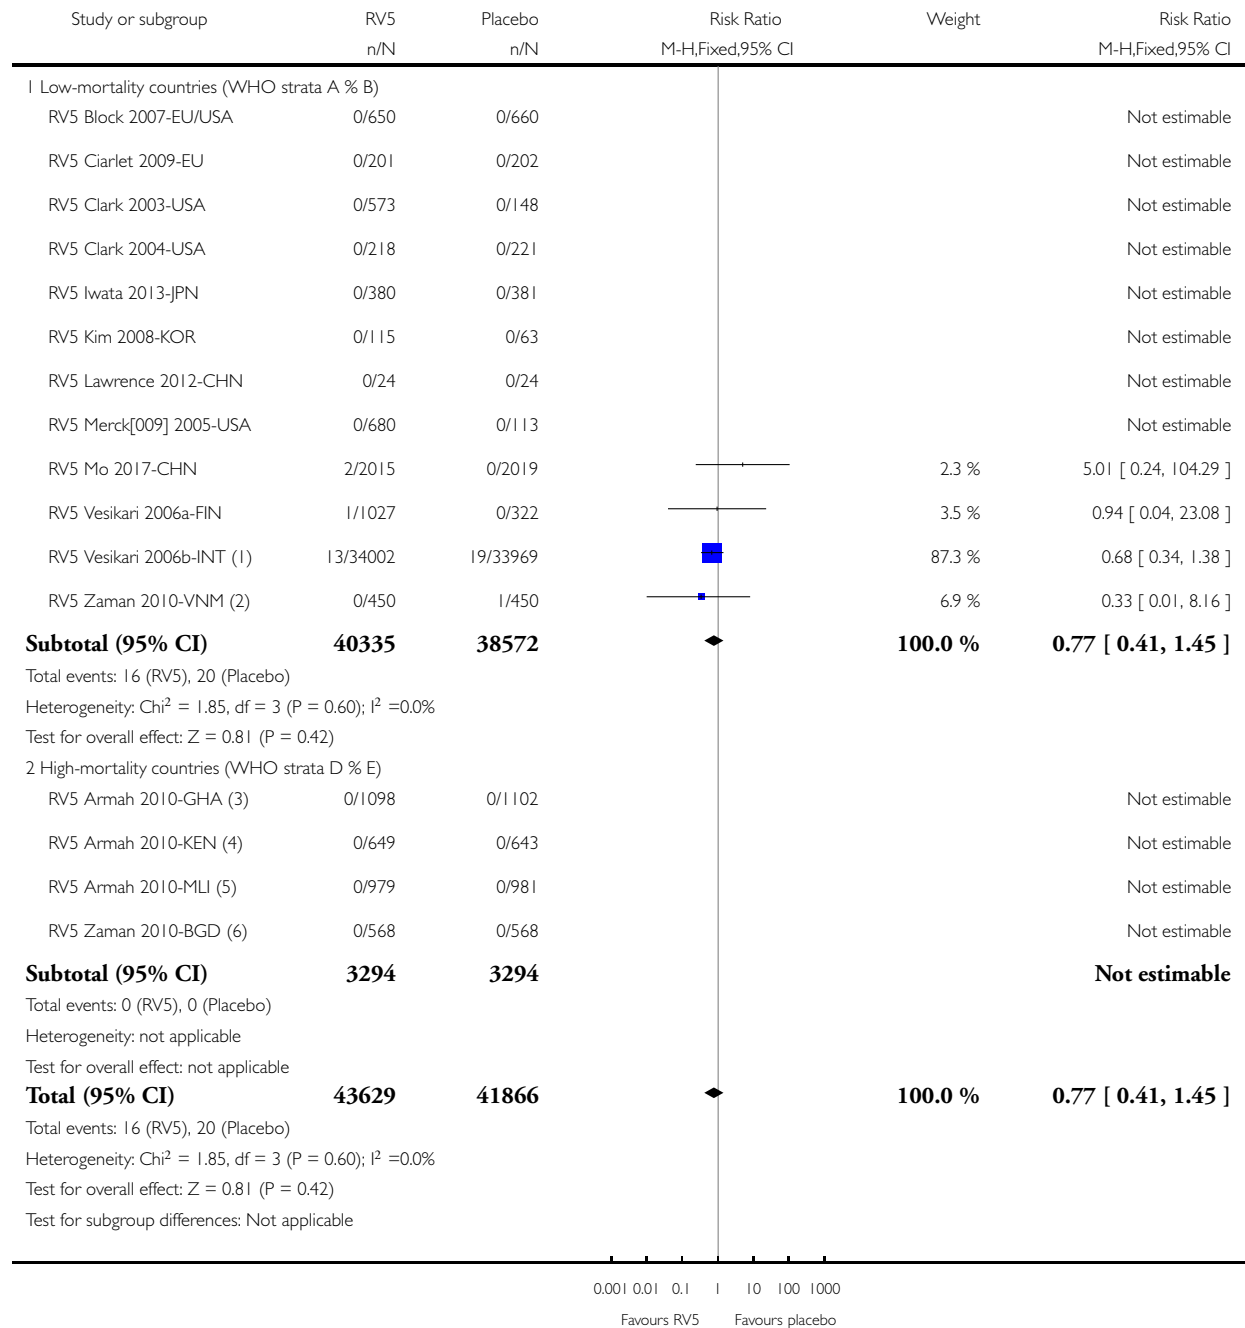 Study or subgroup RV5 Placebo Risk Ratio Weight Risk Ratio
n/N n/N M-H,Fixed,95% CI M-H,Fixed,95% CI
1 Low-mortality countries (WHO strata A % B)
RV5 Block 2007-EU/USA 0/650 0/660 Not estimable
RV5 Ciarlet 2009-EU 0/201 0/202 Not estimable
RV5 Clark 2003-USA 0/573 0/148 Not estimable
RV5 Clark 2004-USA 0/218 0/221 Not estimable
RV5 Iwata 2013-JPN 0/380 0/381 Not estimable
RV5 Kim 2008-KOR 0/115 0/63 Not estimable
RV5 Lawrence 2012-CHN 0/24 0/24 Not estimable
RV5 Merck[009] 2005-USA 0/680 0/113 Not estimable
RV5 Mo 2017-CHN 2/2015 0/2019 2.3 % 5.01 [ 0.24, 104.29 ]
RV5 Vesikari 2006a-FIN 1/1027 0/322 3.5 % 0.94 [ 0.04, 23.08 ]
RV5 Vesikari 2006b-INT (1) 13/34002 19/33969 87.3 % 0.68 [ 0.34, 1.38 ]
RV5 Zaman 2010-VNM (2) 0/450 1/450 6.9 % 0.33 [ 0.01, 8.16 ]
Subtotal (95% CI) 40335 38572 100.0 % 0.77 [ 0.41, 1.45 ]
Total events: 16 (RV5), 20 (Placebo)
Heterogeneity: Chi² = 1.85, df = 3 (P = 0.60); I² =0.0%
Test for overall effect: Z = 0.81 (P = 0.42)
2 High-mortality countries (WHO strata D % E)
RV5 Armah 2010-GHA (3) 0/1098 0/1102 Not estimable
RV5 Armah 2010-KEN (4) 0/649 0/643 Not estimable
RV5 Armah 2010-MLI (5) 0/979 0/981 Not estimable
RV5 Zaman 2010-BGD (6) 0/568 0/568 Not estimable
Subtotal (95% CI) 3294 3294 Not estimable
Total events: 0 (RV5), 0 (Placebo)
Heterogeneity: not applicable
Test for overall effect: not applicable
Total (95% CI) 43629 41866 100.0 % 0.77 [ 0.41, 1.45 ]
Total events: 16 (RV5), 20 (Placebo)
Heterogeneity: Chi² = 1.85, df = 3 (P = 0.60); I² =0.0%
Test for overall effect: Z = 0.81 (P = 0.42)
Test for subgroup differences: Not applicable
0.001 0.01 0.1 1 10 100 1000
Favours RV5 Favours placebo